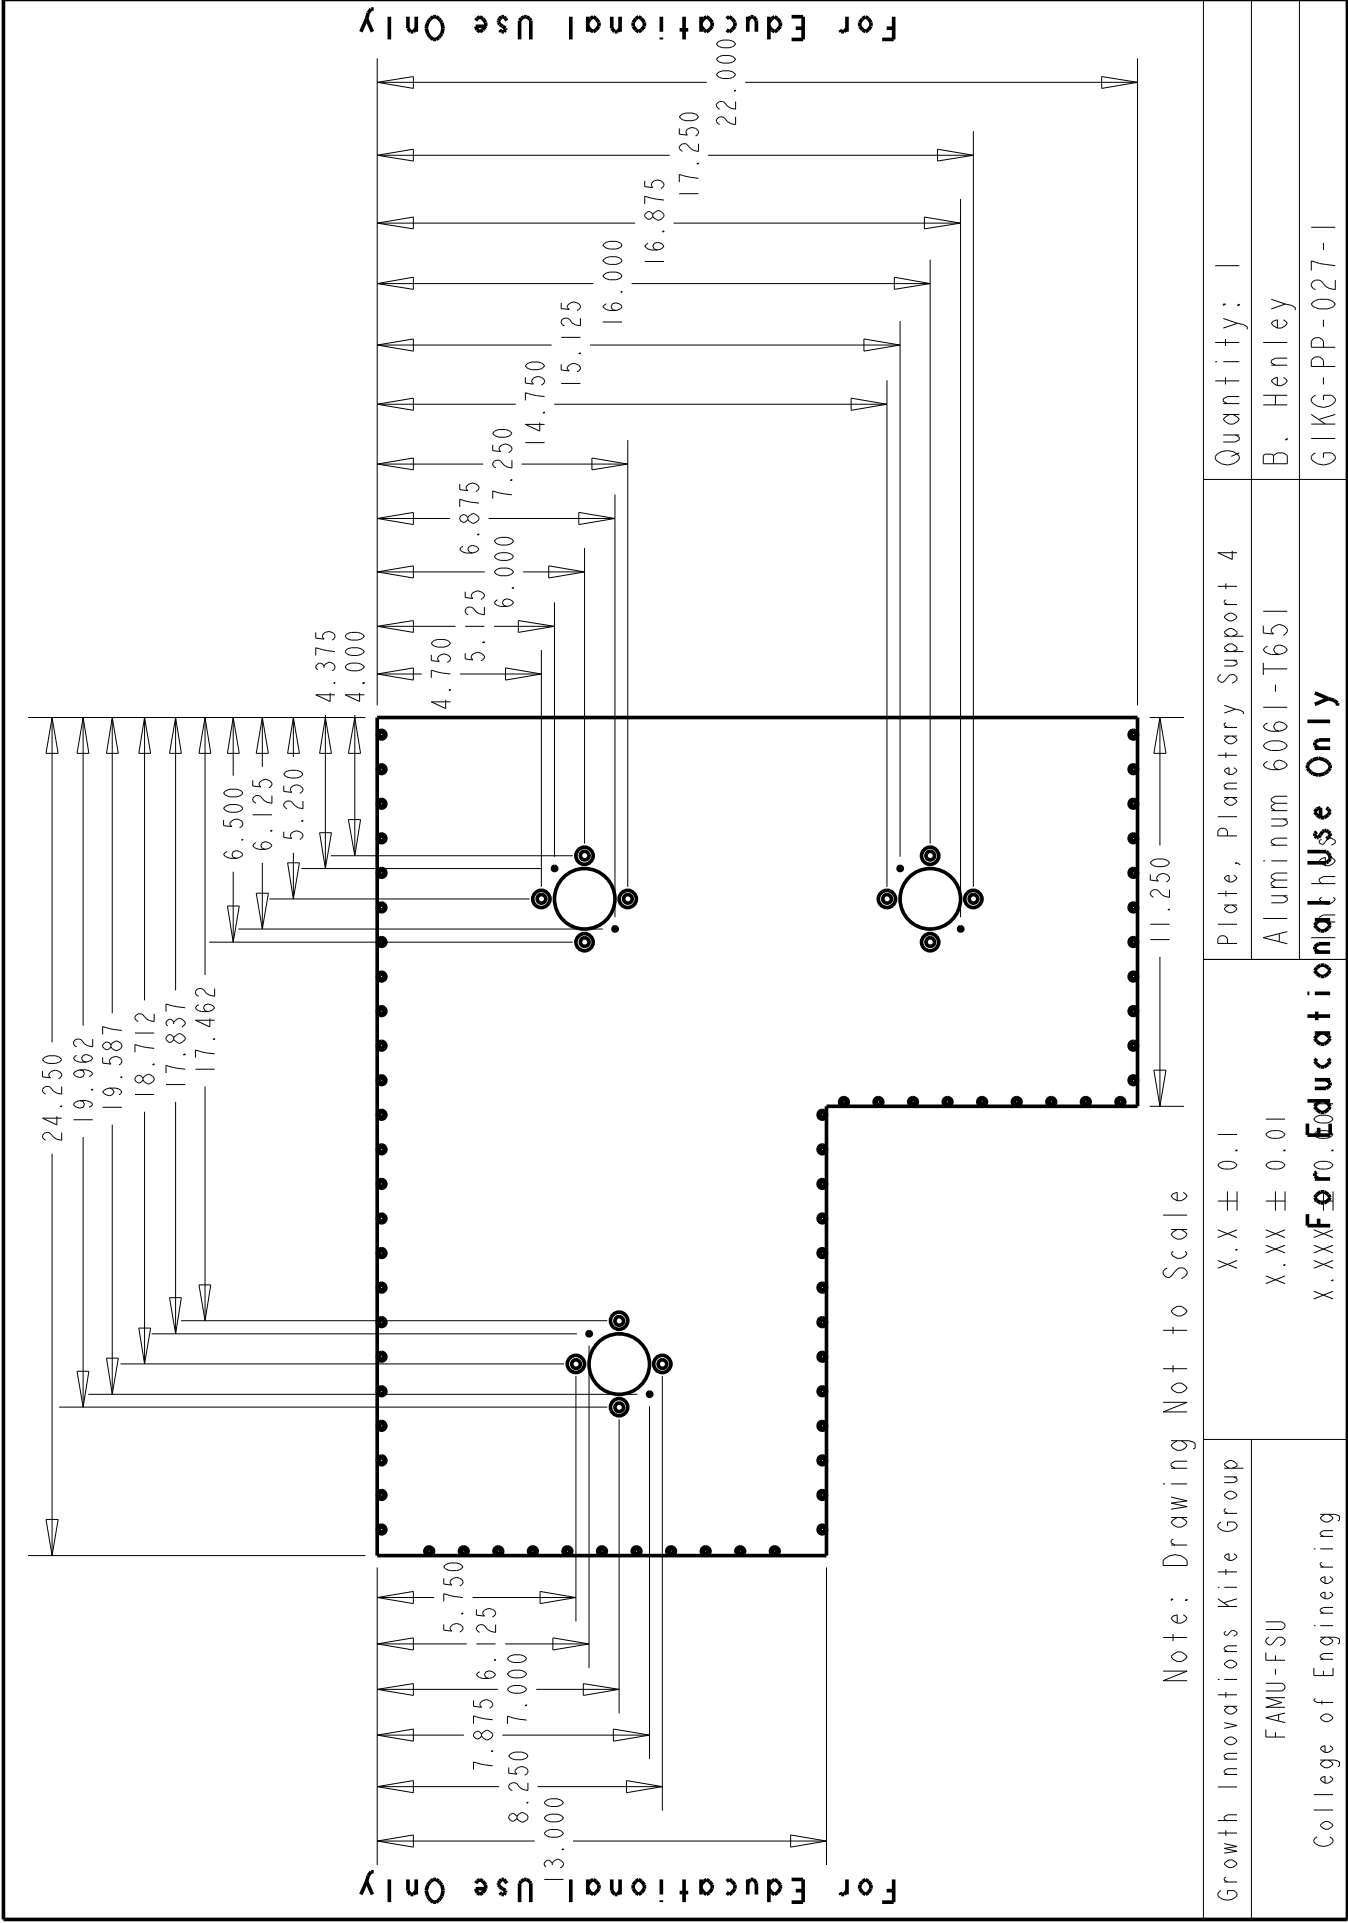 For Educational Use Only
24.250
19.962
19.587
18.712
17.837
17.462
6.500
6.125
5.250
4.375
4.000
4.750
5.125
6.000
6.875
7.250
14.750
15.125
16.000
16.875
17.250
22.000
5.750
6.125
7.000
7.875
8.250
13.000
11.250
For Educational Use Only
Note: Drawing Not to Scale
Growth Innovations Kite Group
FAMU-FSU
College of Engineering
X.X ± 0.1
X.XX ± 0.01
X.XXX ±
Plate, Planetary Support 4
Aluminum 6061-T651
Inches
Quantity: 1
B. Henley
GIKG-PP-027-1
For Educational Use Only